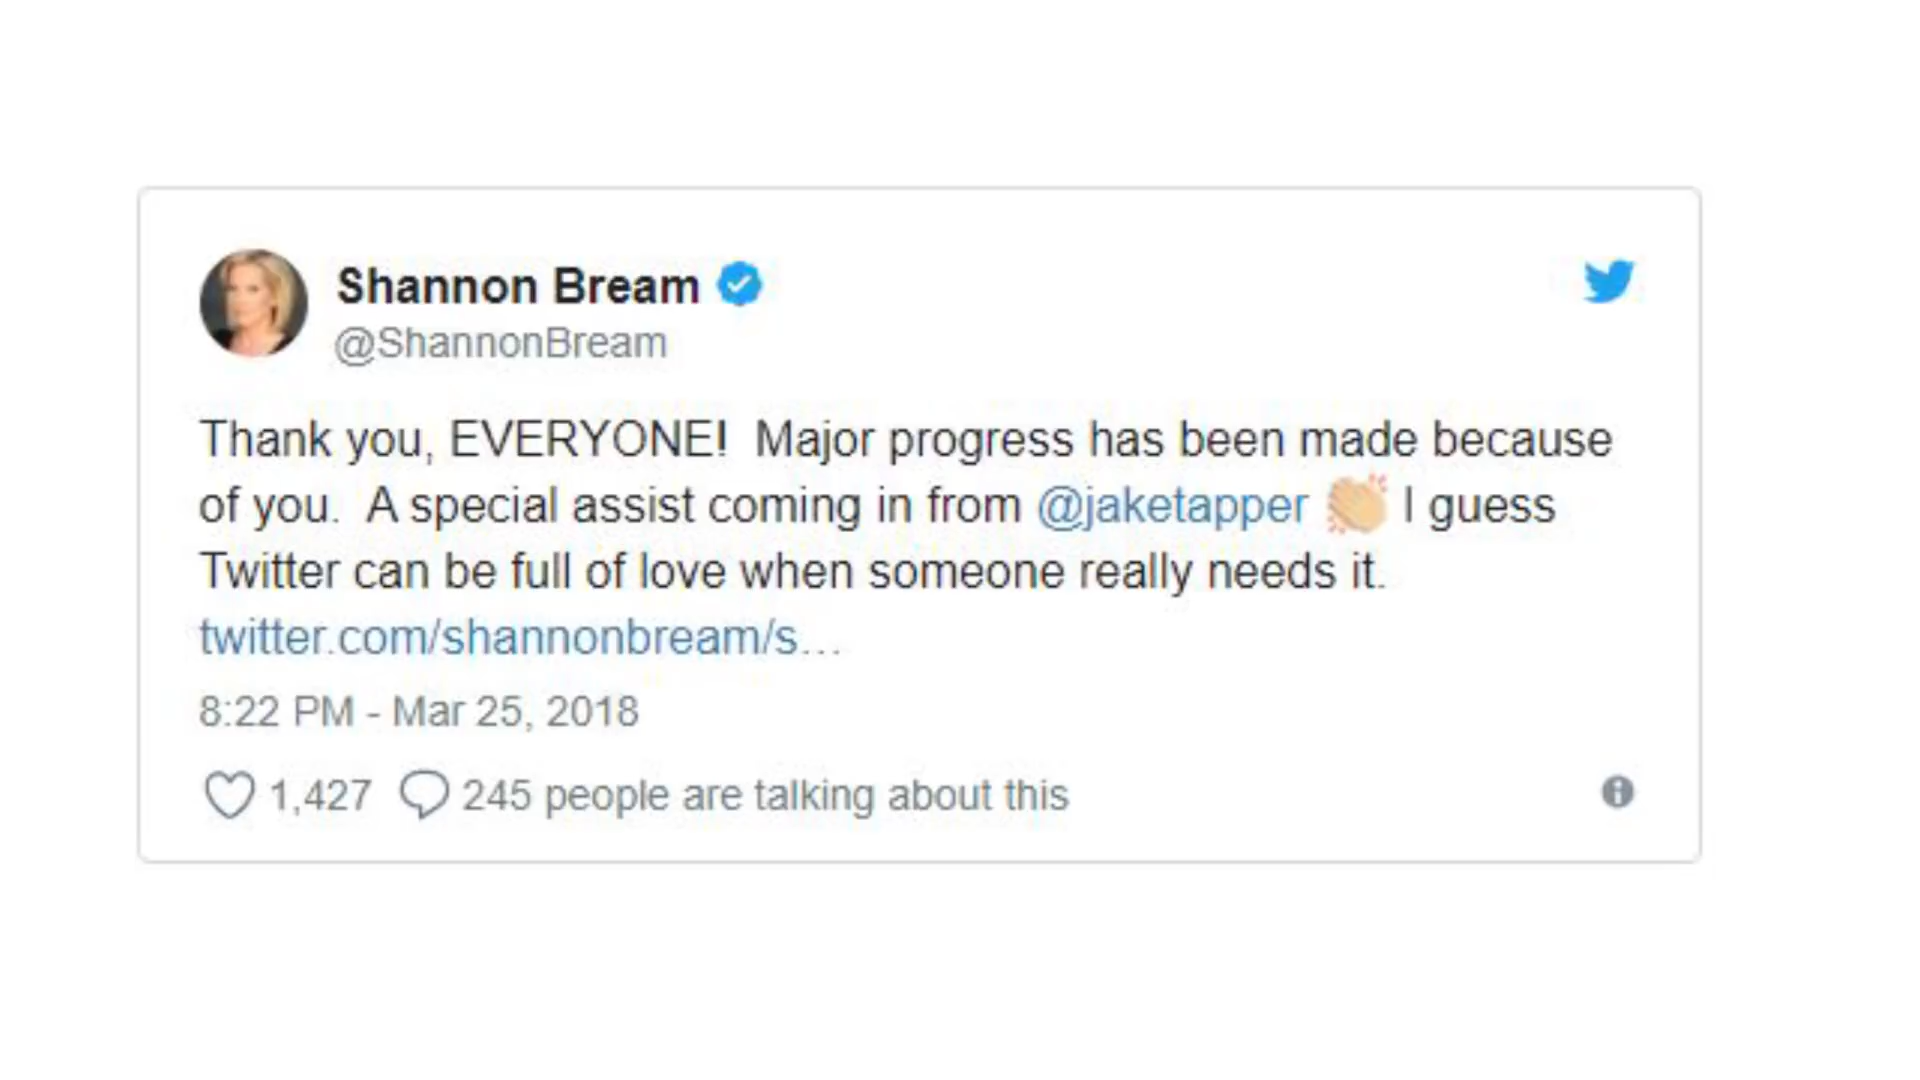 Shannon Bream
@ShannonBream
Thank you, EVERYONE!  Major progress has been made because
of you.  A special assist coming in from @jaketapper 👏🏼 I guess
Twitter can be full of love when someone really needs it.
twitter.com/shannonbream/s…
8:22 PM - Mar 25, 2018
1,427 245 people are talking about this